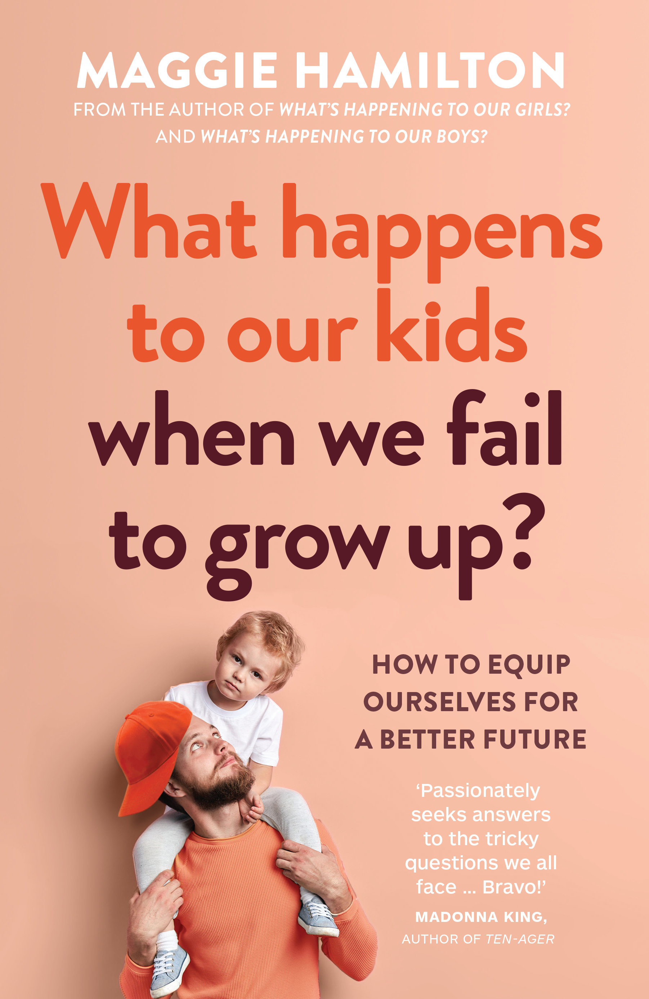 MAGGIE HAMILTON
FROM THE AUTHOR OF WHAT'S HAPPENING TO OUR GIRLS?
AND WHAT'S HAPPENING TO OUR BOYS?
What happens
to our kids
when we fail
to grow up?
HOW TO EQUIP
OURSELVES FOR
A BETTER FUTURE
‘Passionately
seeks answers
to the tricky
questions we all
face ... Bravo!’
MADONNA KING,
AUTHOR OF TEN-AGER